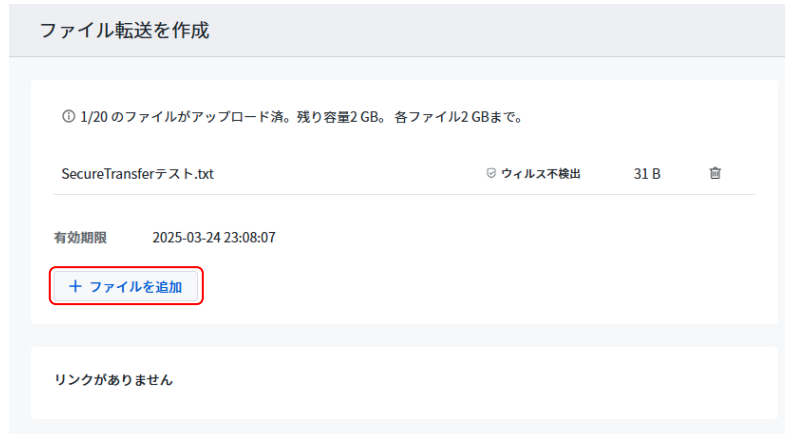 ファイル転送を作成
1/20 のファイルがアップロード済。残り容量2 GB。 各ファイル2 GBまで。
SecureTransferテスト.txt ウィルス不検出 31 B
有効期限 2025-03-24 23:08:07
+ ファイルを追加
リンクがありません